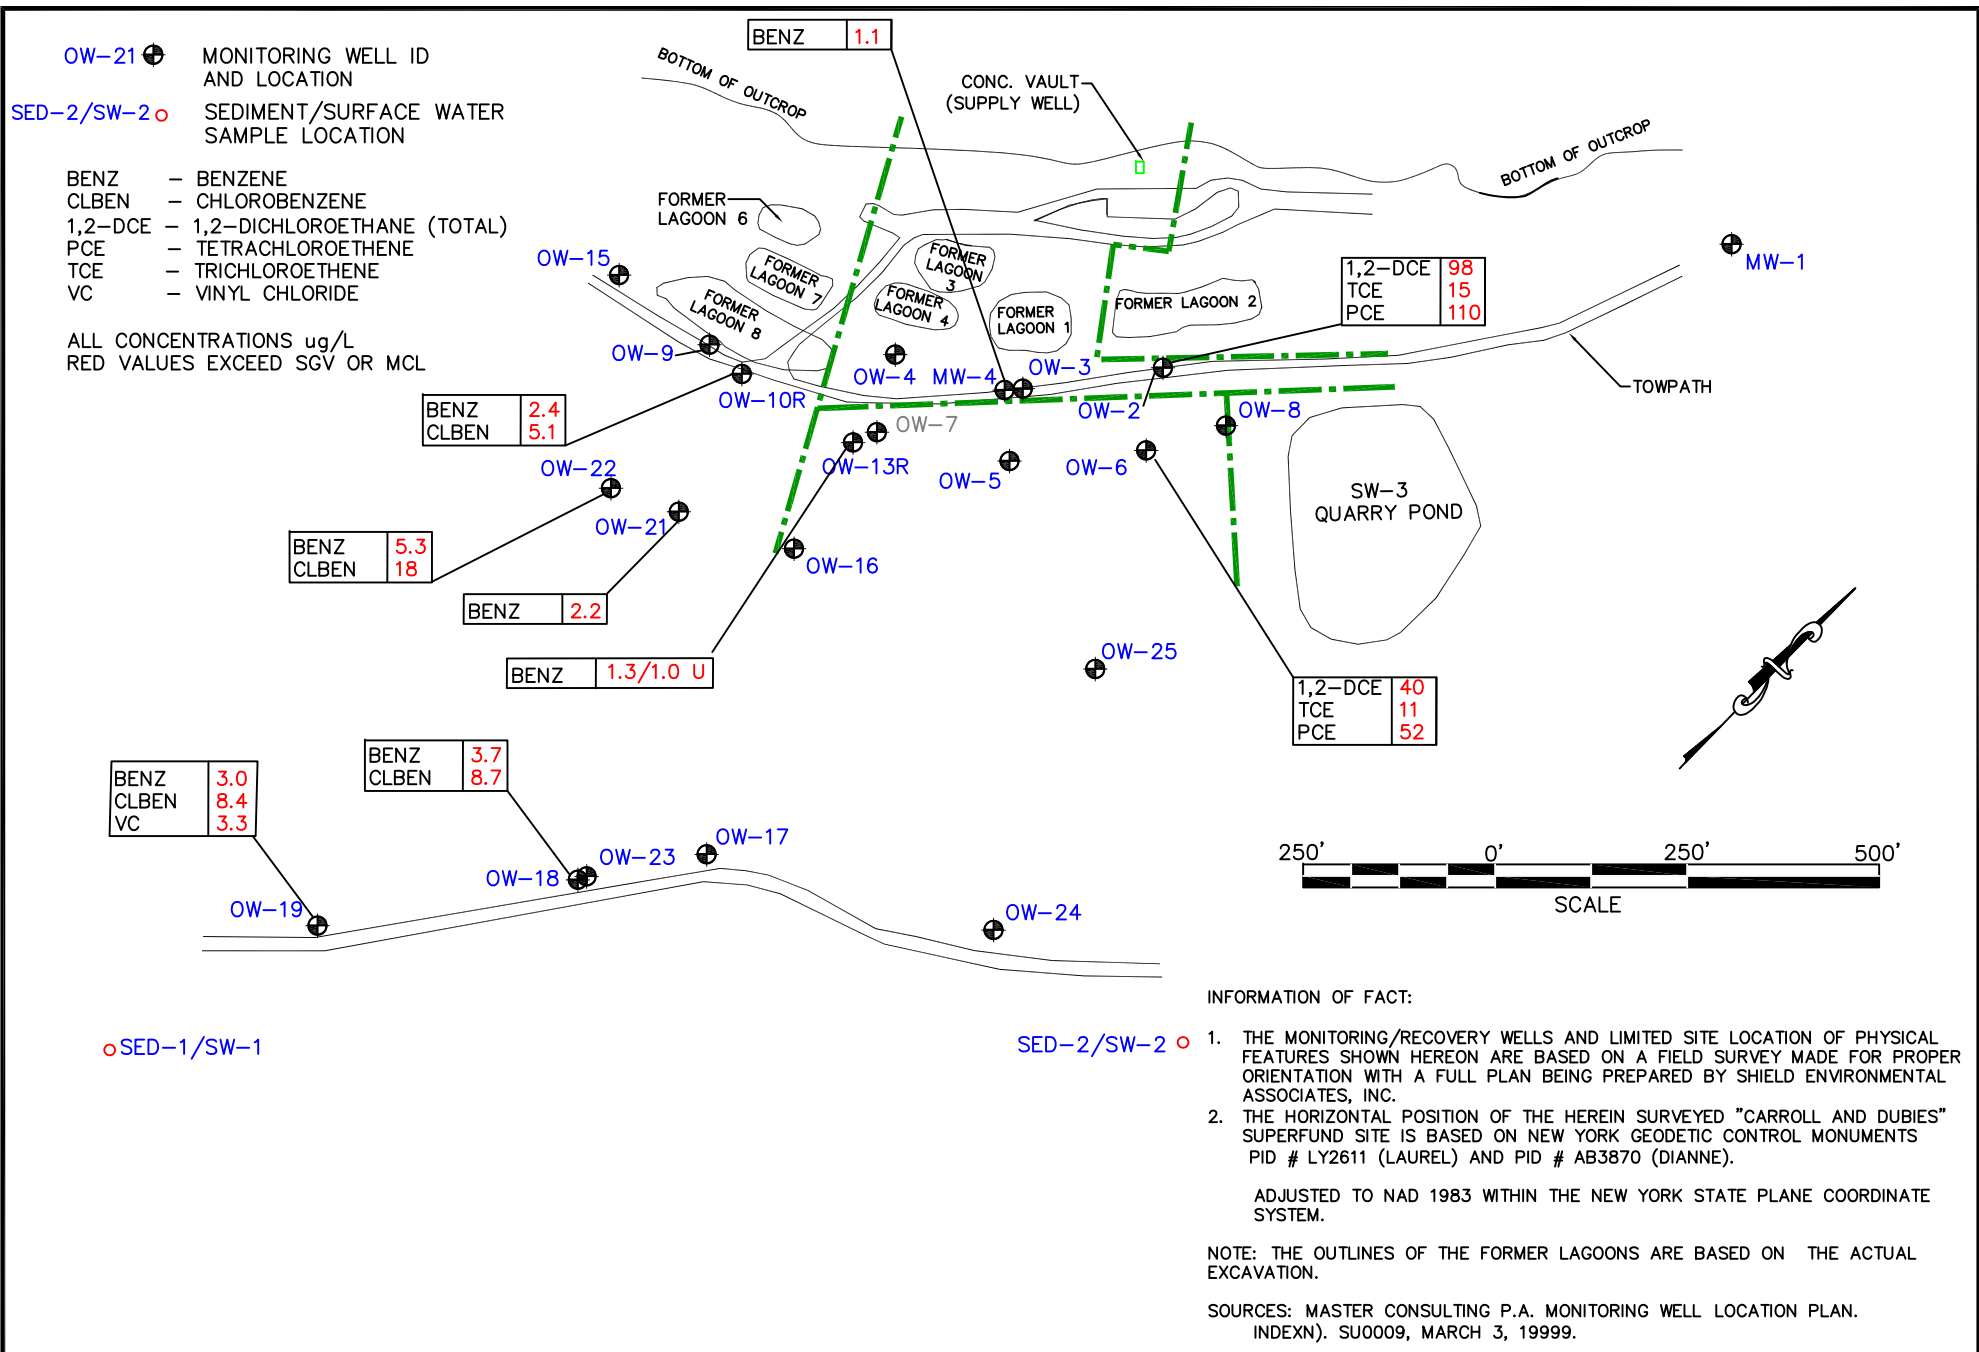 OW-21
MONITORING WELL ID
AND LOCATION
SED-2/SW-2
SEDIMENT/SURFACE WATER
SAMPLE LOCATION
BENZ - BENZENE
CLBEN - CHLOROBENZENE
1,2-DCE - 1,2-DICHLOROETHANE (TOTAL)
PCE - TETRACHLOROETHENE
TCE - TRICHLOROETHENE
VC - VINYL CHLORIDE
ALL CONCENTRATIONS ug/L
RED VALUES EXCEED SGV OR MCL
BENZ 1.1
BOTTOM OF OUTCROP
CONC. VAULT
(SUPPLY WELL)
BOTTOM OF OUTCROP
FORMER
LAGOON 6
OW-15
FORMER
LAGOON 7
FORMER
LAGOON 8
FORMER
LAGOON
3
FORMER
LAGOON 4
FORMER
LAGOON 1
FORMER LAGOON 2
1,2-DCE 98
TCE 15
PCE 110
MW-1
OW-9
OW-10R
OW-4
MW-4
OW-3
OW-2
OW-8
TOWPATH
BENZ 2.4
CLBEN 5.1
OW-7
OW-13R
OW-5
OW-6
OW-22
OW-21
OW-16
SW-3
QUARRY POND
BENZ 5.3
CLBEN 18
BENZ 2.2
BENZ 1.3/1.0 U
OW-25
1,2-DCE 40
TCE 11
PCE 52
BENZ 3.0
CLBEN 8.4
VC 3.3
BENZ 3.7
CLBEN 8.7
OW-17
OW-23
OW-18
OW-19
OW-24
250' 0' 250' 500'
SCALE
SED-1/SW-1
SED-2/SW-2
INFORMATION OF FACT:
1. THE MONITORING/RECOVERY WELLS AND LIMITED SITE LOCATION OF PHYSICAL
FEATURES SHOWN HEREON ARE BASED ON A FIELD SURVEY MADE FOR PROPER
ORIENTATION WITH A FULL PLAN BEING PREPARED BY SHIELD ENVIRONMENTAL
ASSOCIATES, INC.
2. THE HORIZONTAL POSITION OF THE HEREIN SURVEYED "CARROLL AND DUBIES"
SUPERFUND SITE IS BASED ON NEW YORK GEODETIC CONTROL MONUMENTS
PID # LY2611 (LAUREL) AND PID # AB3870 (DIANNE).
ADJUSTED TO NAD 1983 WITHIN THE NEW YORK STATE PLANE COORDINATE
SYSTEM.
NOTE: THE OUTLINES OF THE FORMER LAGOONS ARE BASED ON THE ACTUAL
EXCAVATION.
SOURCES: MASTER CONSULTING P.A. MONITORING WELL LOCATION PLAN.
INDEXN). SU0009, MARCH 3, 19999.